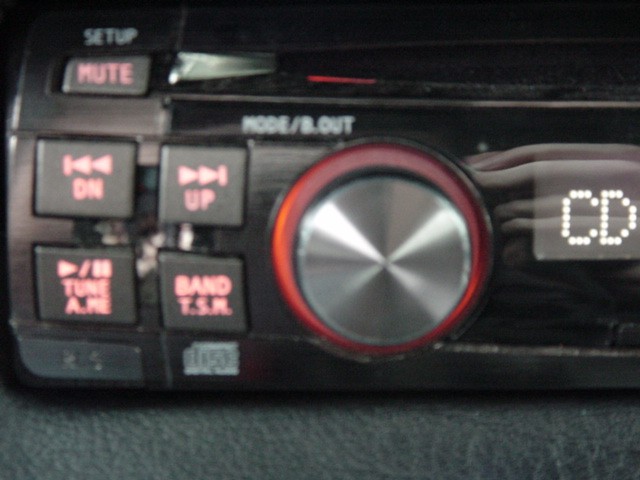 SETUP
MUTE
MODE/B.OUT
DN
UP
CD
TUNE
A.ME
BAND
T.S.M.